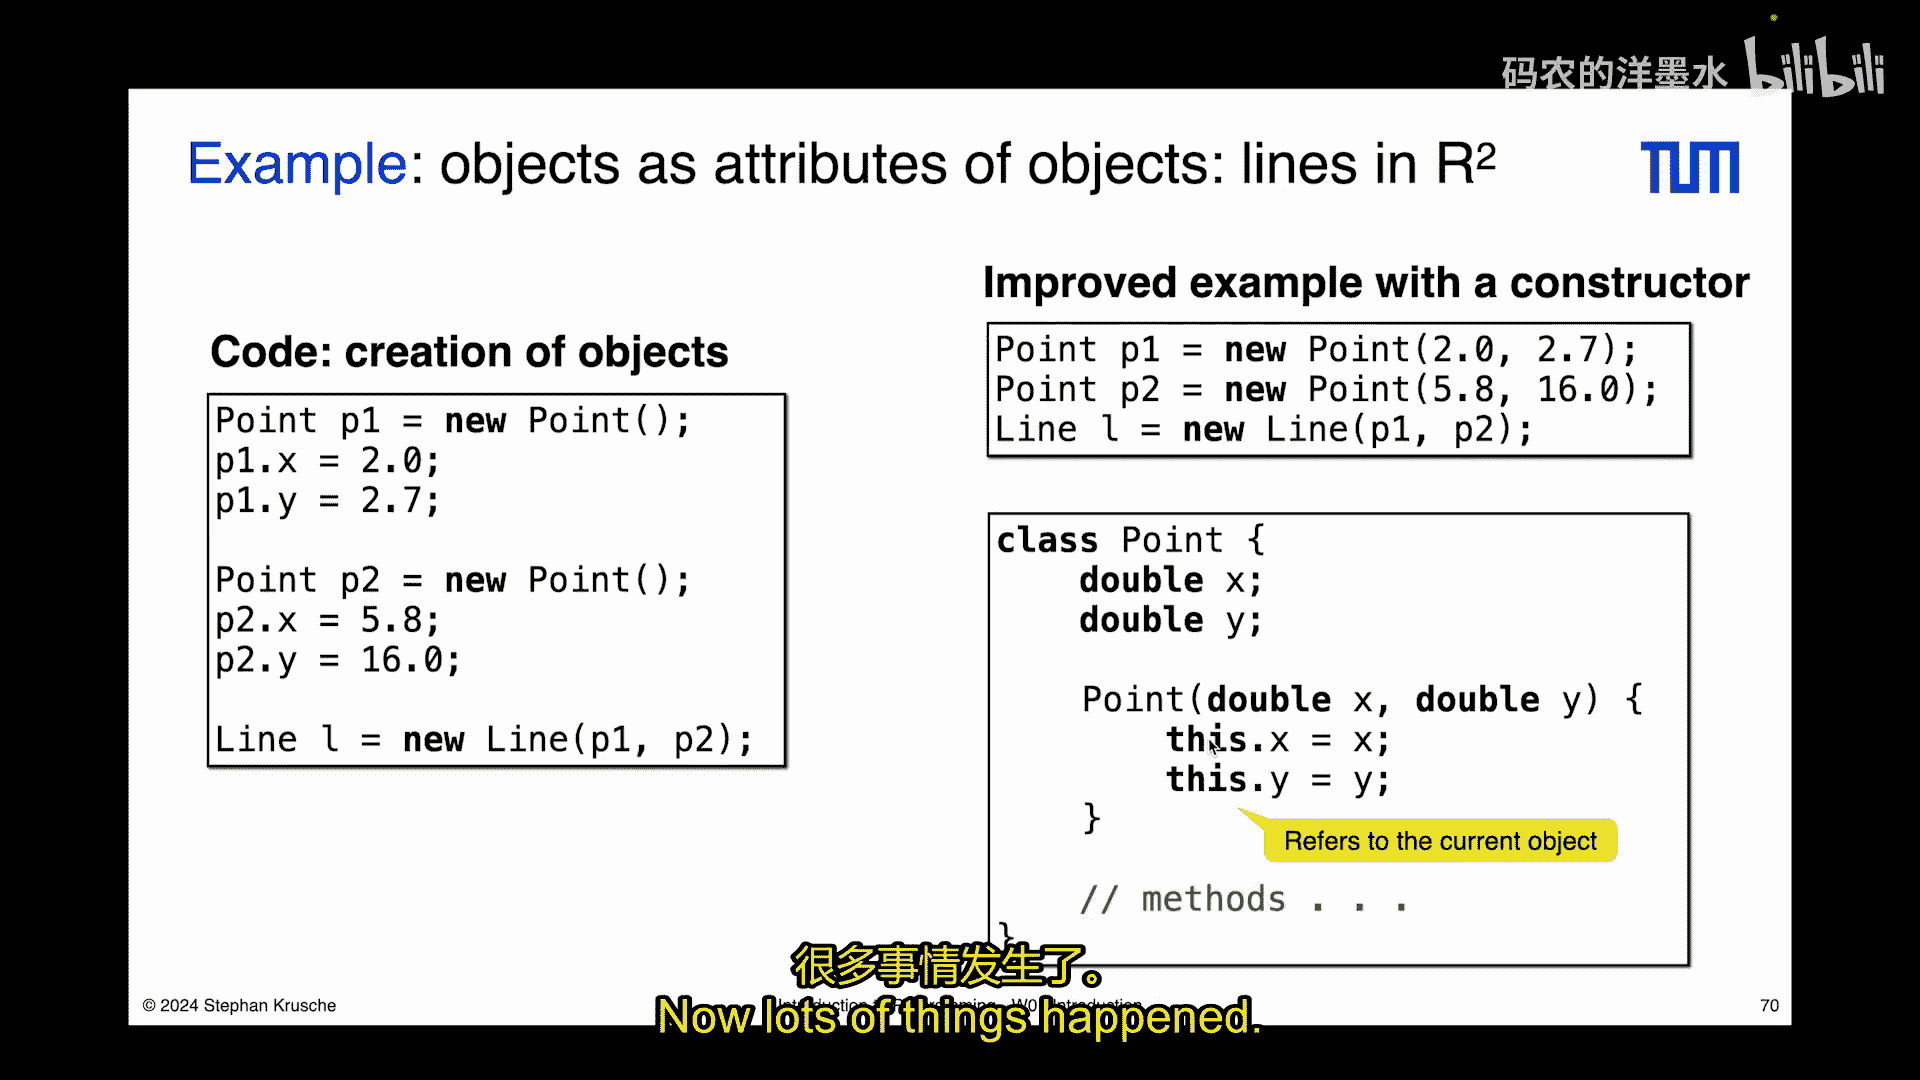 码农的洋墨水 bilibili
Example: objects as attributes of objects: lines in R²
TUM
Code: creation of objects
Point p1 = new Point();
p1.x = 2.0;
p1.y = 2.7;
Point p2 = new Point();
p2.x = 5.8;
p2.y = 16.0;
Line l = new Line(p1, p2);
Improved example with a constructor
Point p1 = new Point(2.0, 2.7);
Point p2 = new Point(5.8, 16.0);
Line l = new Line(p1, p2);
class Point {
double x;
double y;
Point(double x, double y) {
this.x = x;
this.y = y;
}
Refers to the current object
// methods . . .
}
很多事情发生了。
Now lots of things happened.
© 2024 Stephan Krusche
70